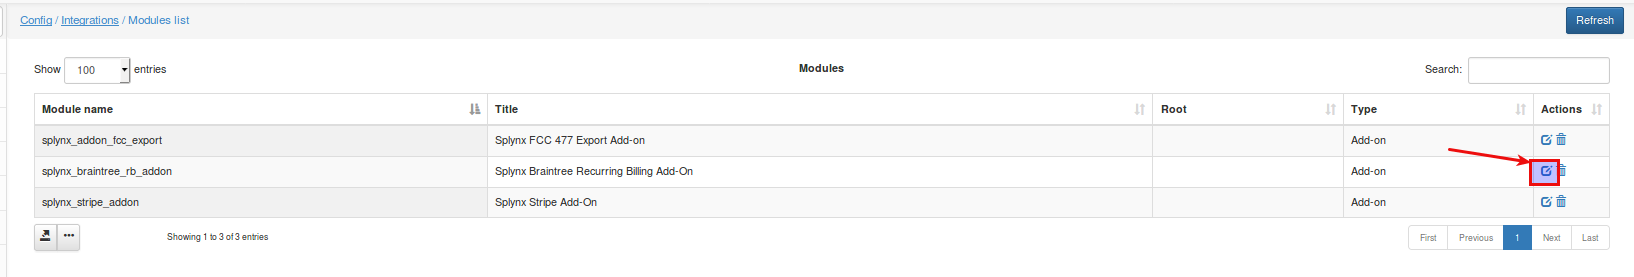 Config / Integrations / Modules list
Refresh
Show 100 entries
Modules
Search:
Module name Title Root Type Actions
splynx_addon_fcc_export Splynx FCC 477 Export Add-on Add-on
splynx_braintree_rb_addon Splynx Braintree Recurring Billing Add-On Add-on
splynx_stripe_addon Splynx Stripe Add-On Add-on
Showing 1 to 3 of 3 entries
First Previous 1 Next Last